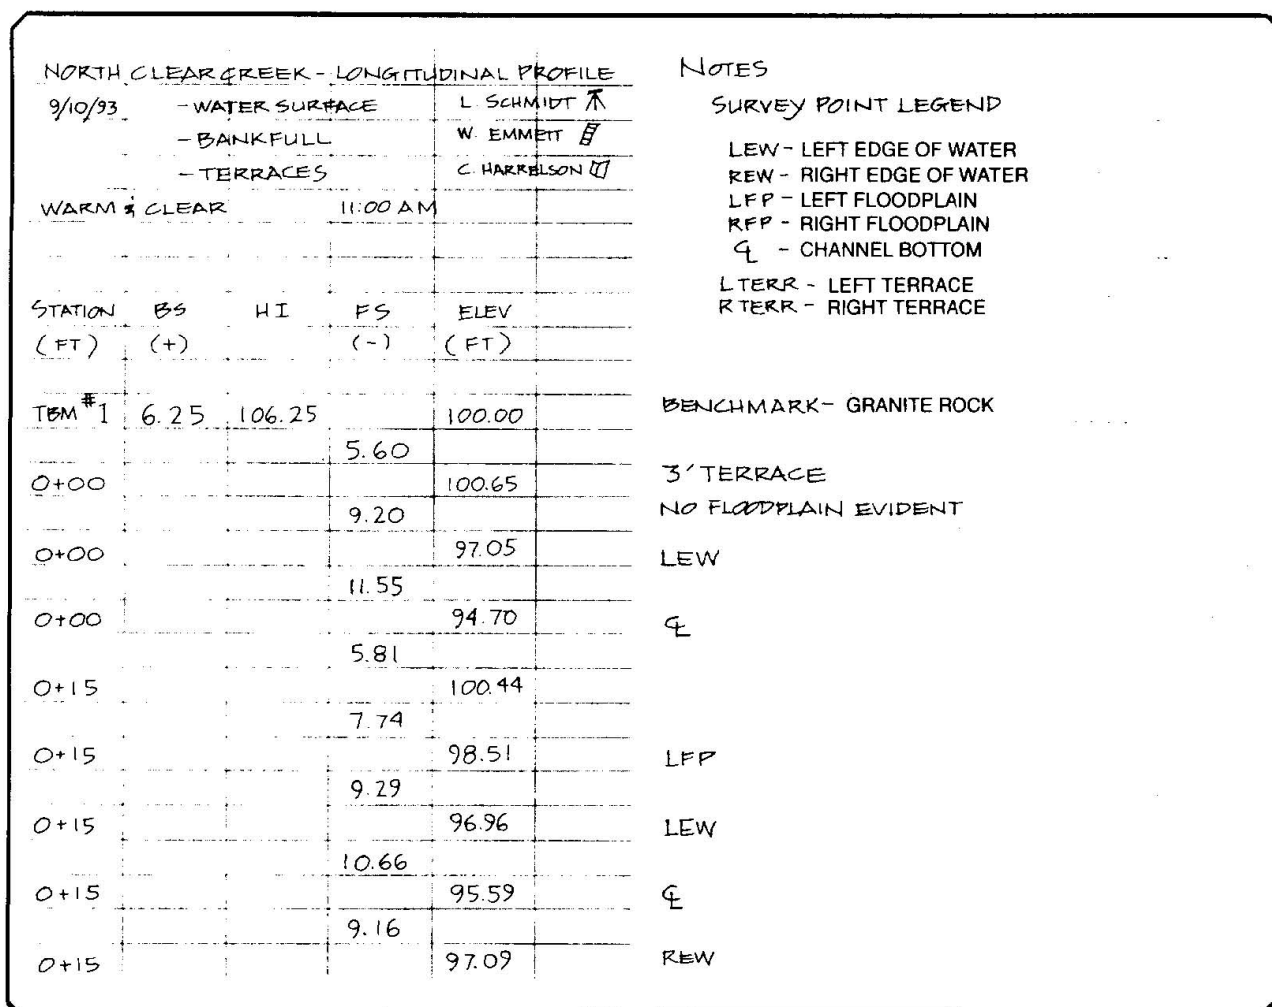 NORTH CLEAR CREEK - LONGITUDINAL PROFILE
9/10/93 - WATER SURFACE L. SCHMIDT
- BANKFULL W. EMMETT
- TERRACES C. HARRELSON
WARM & CLEAR 11:00 AM
STATION BS HI FS ELEV
(FT) (+) (-) (FT)
TBM #1 6.25 106.25 100.00
5.60
0+00 100.65
9.20
0+00 97.05
11.55
0+00 94.70
5.81
0+15 100.44
7.74
0+15 98.51
9.29
0+15 96.96
10.66
0+15 95.59
9.16
0+15 97.09
NOTES
SURVEY POINT LEGEND
LEW - LEFT EDGE OF WATER
REW - RIGHT EDGE OF WATER
LFP - LEFT FLOODPLAIN
RFP - RIGHT FLOODPLAIN
℄ - CHANNEL BOTTOM
LTERR - LEFT TERRACE
RTERR - RIGHT TERRACE
BENCHMARK - GRANITE ROCK
3' TERRACE
NO FLOODPLAIN EVIDENT
LEW
℄
LFP
LEW
℄
REW